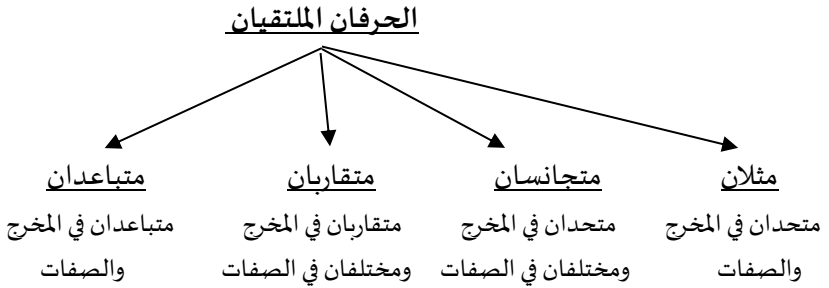 الحرفان الملتقيان
مثلان
متحدان في المخرج
والصفات
متجانسان
متحدان في المخرج
ومختلفان في الصفات
متقاربان
متقاربان في المخرج
ومختلفان في الصفات
متباعدان
متباعدان في المخرج
والصفات